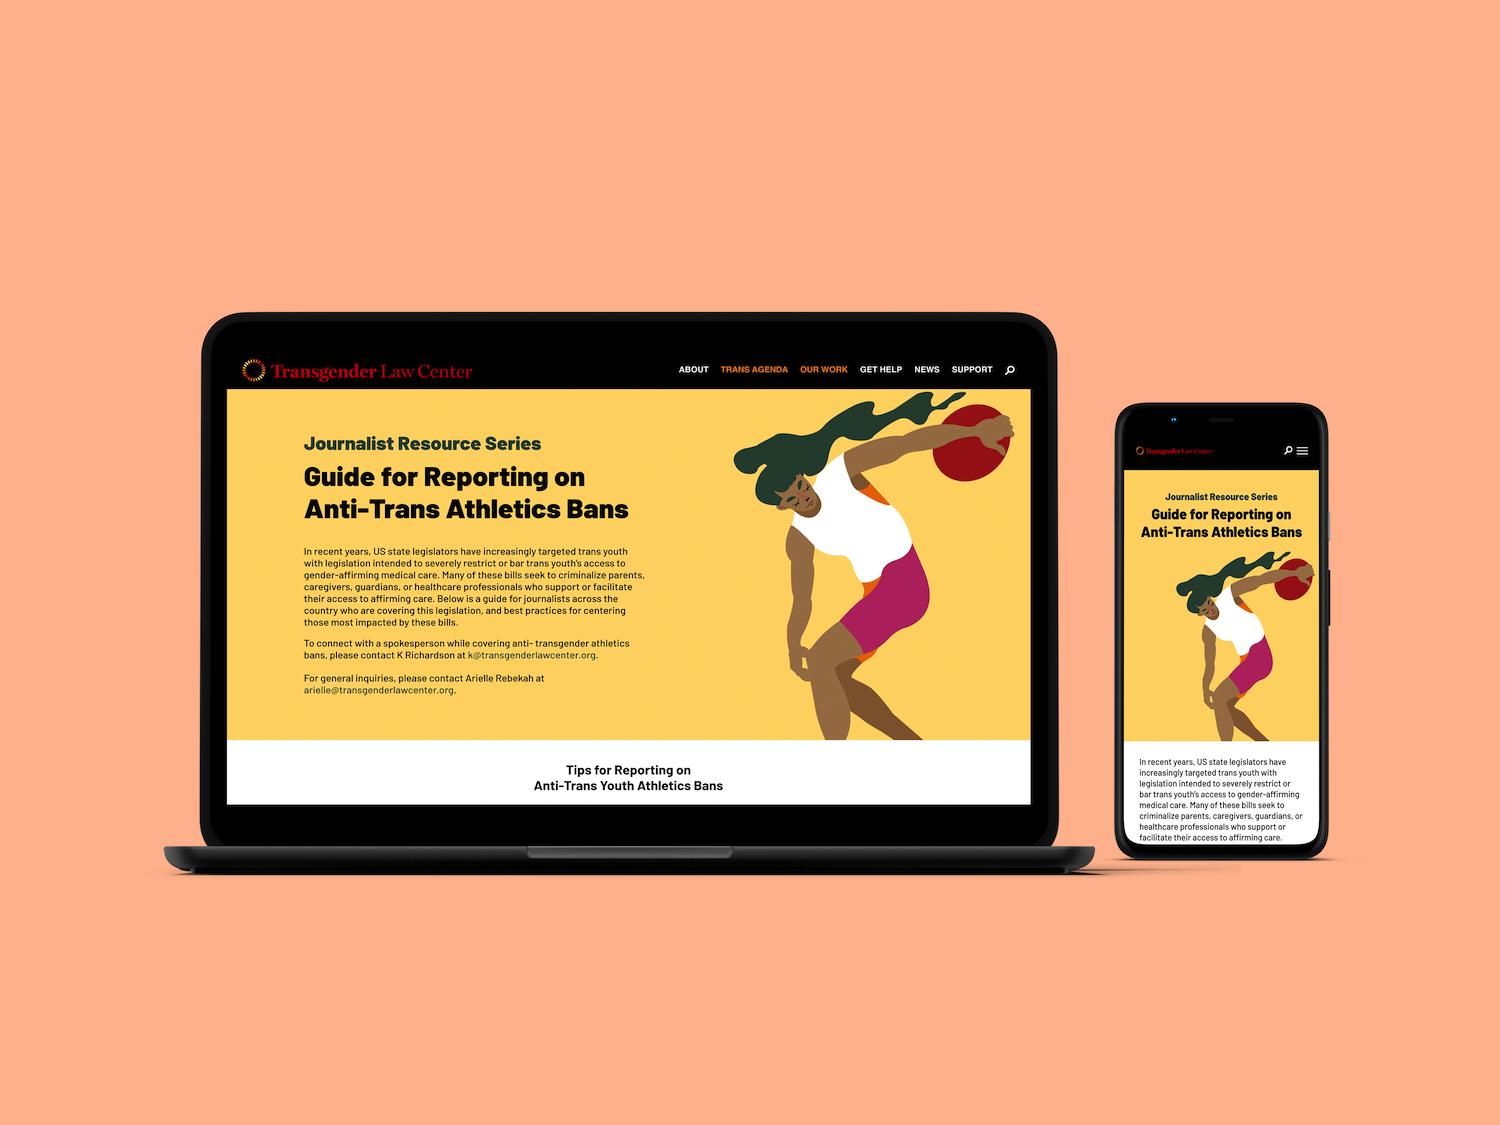 Transgender Law Center
ABOUT TRANS AGENDA OUR WORK GET HELP NEWS SUPPORT
Journalist Resource Series
Guide for Reporting on
Anti-Trans Athletics Bans
In recent years, US state legislators have increasingly targeted trans youth
with legislation intended to severely restrict or bar trans youth's access to
gender-affirming medical care. Many of these bills seek to criminalize parents,
caregivers, guardians, or healthcare professionals who support or facilitate
their access to affirming care. Below is a guide for journalists across the
country who are covering this legislation, and best practices for centering
those most impacted by these bills.
To connect with a spokesperson while covering anti- transgender athletics
bans, please contact K Richardson at k@transgenderlawcenter.org.
For general inquiries, please contact Arielle Rebekah at
arielle@transgenderlawcenter.org.
Tips for Reporting on
Anti-Trans Youth Athletics Bans
Transgender Law Center
Journalist Resource Series
Guide for Reporting on
Anti-Trans Athletics Bans
In recent years, US state legislators have
increasingly targeted trans youth with
legislation intended to severely restrict or
bar trans youth's access to gender-affirming
medical care. Many of these bills seek to
criminalize parents, caregivers, guardians, or
healthcare professionals who support or
facilitate their access to affirming care.